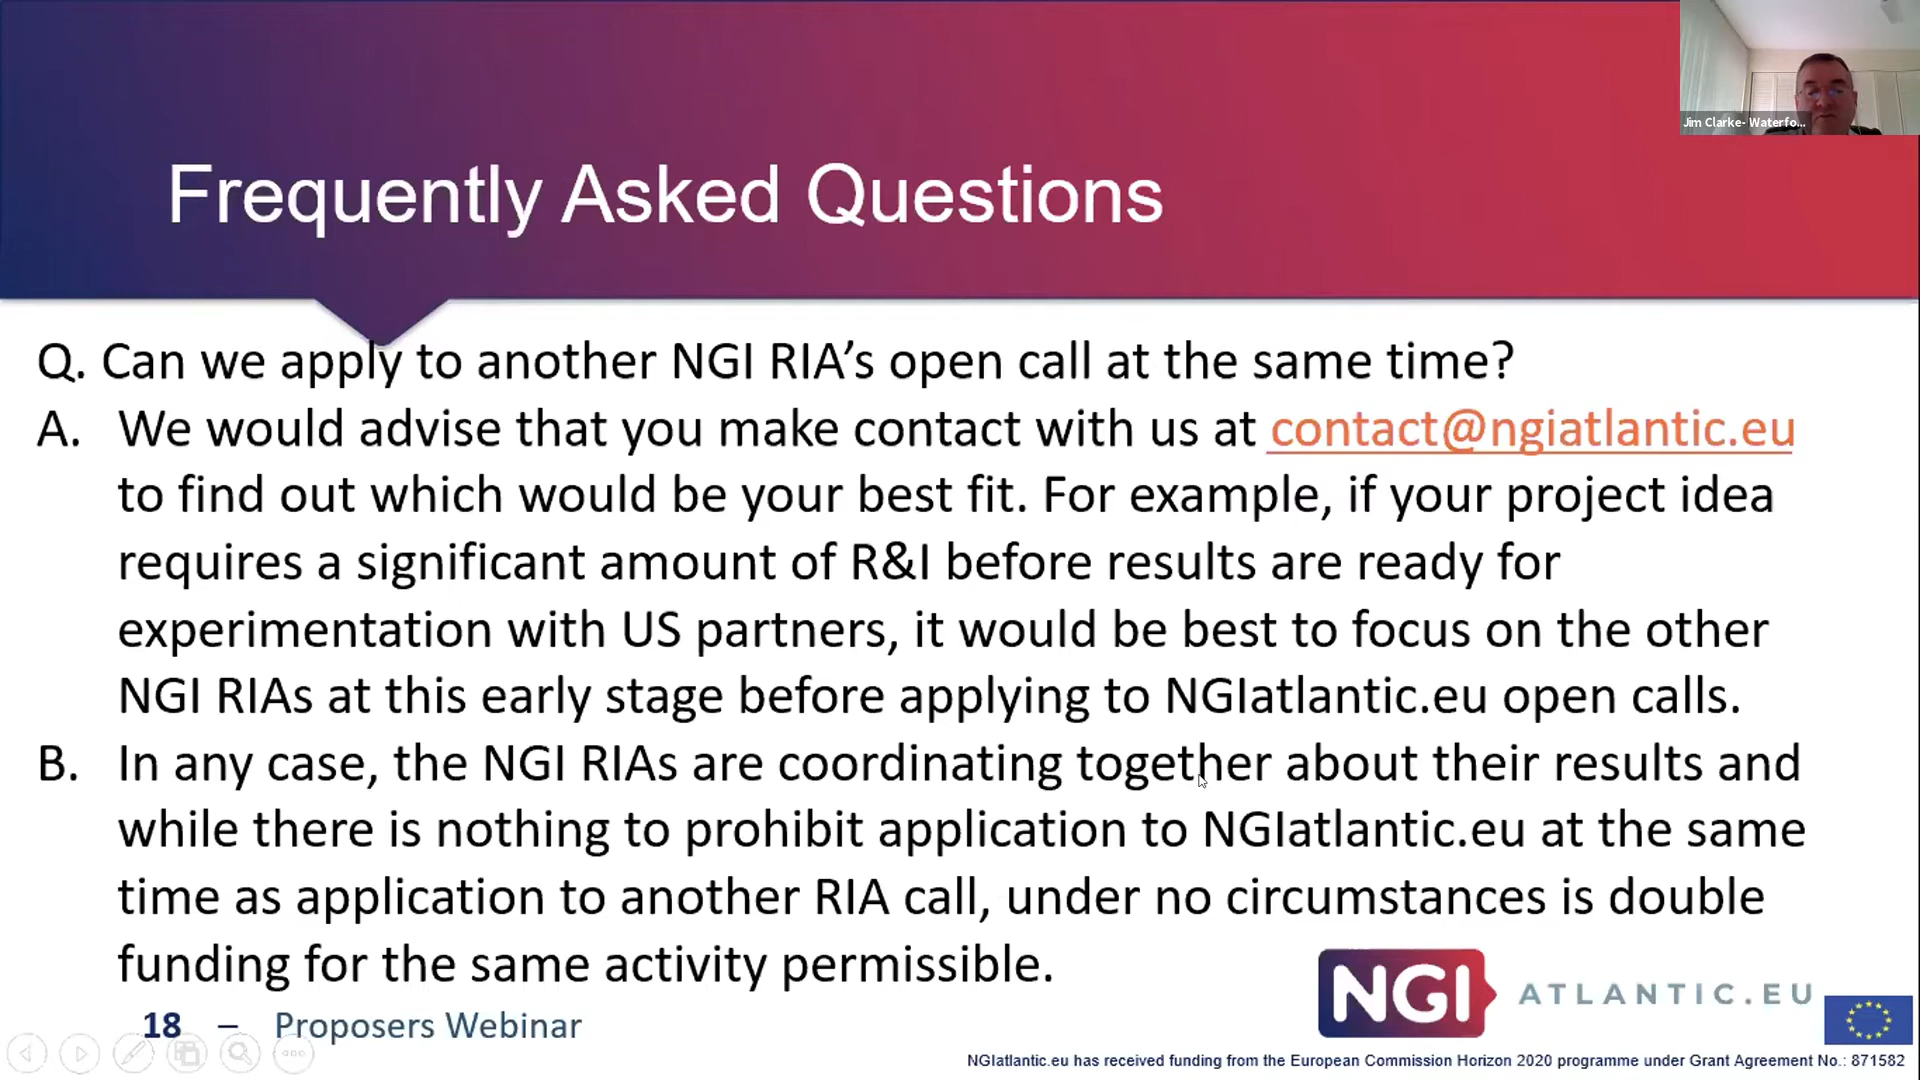 Jim Clarke- Waterfo...
Frequently Asked Questions
Q. Can we apply to another NGI RIA’s open call at the same time?
A. We would advise that you make contact with us at contact@ngiatlantic.eu
to find out which would be your best fit. For example, if your project idea
requires a significant amount of R&I before results are ready for
experimentation with US partners, it would be best to focus on the other
NGI RIAs at this early stage before applying to NGIatlantic.eu open calls.
B. In any case, the NGI RIAs are coordinating together about their results and
while there is nothing to prohibit application to NGIatlantic.eu at the same
time as application to another RIA call, under no circumstances is double
funding for the same activity permissible.
NGI ATLANTIC.EU
18 – Proposers Webinar
NGIatlantic.eu has received funding from the European Commission Horizon 2020 programme under Grant Agreement No.: 871582